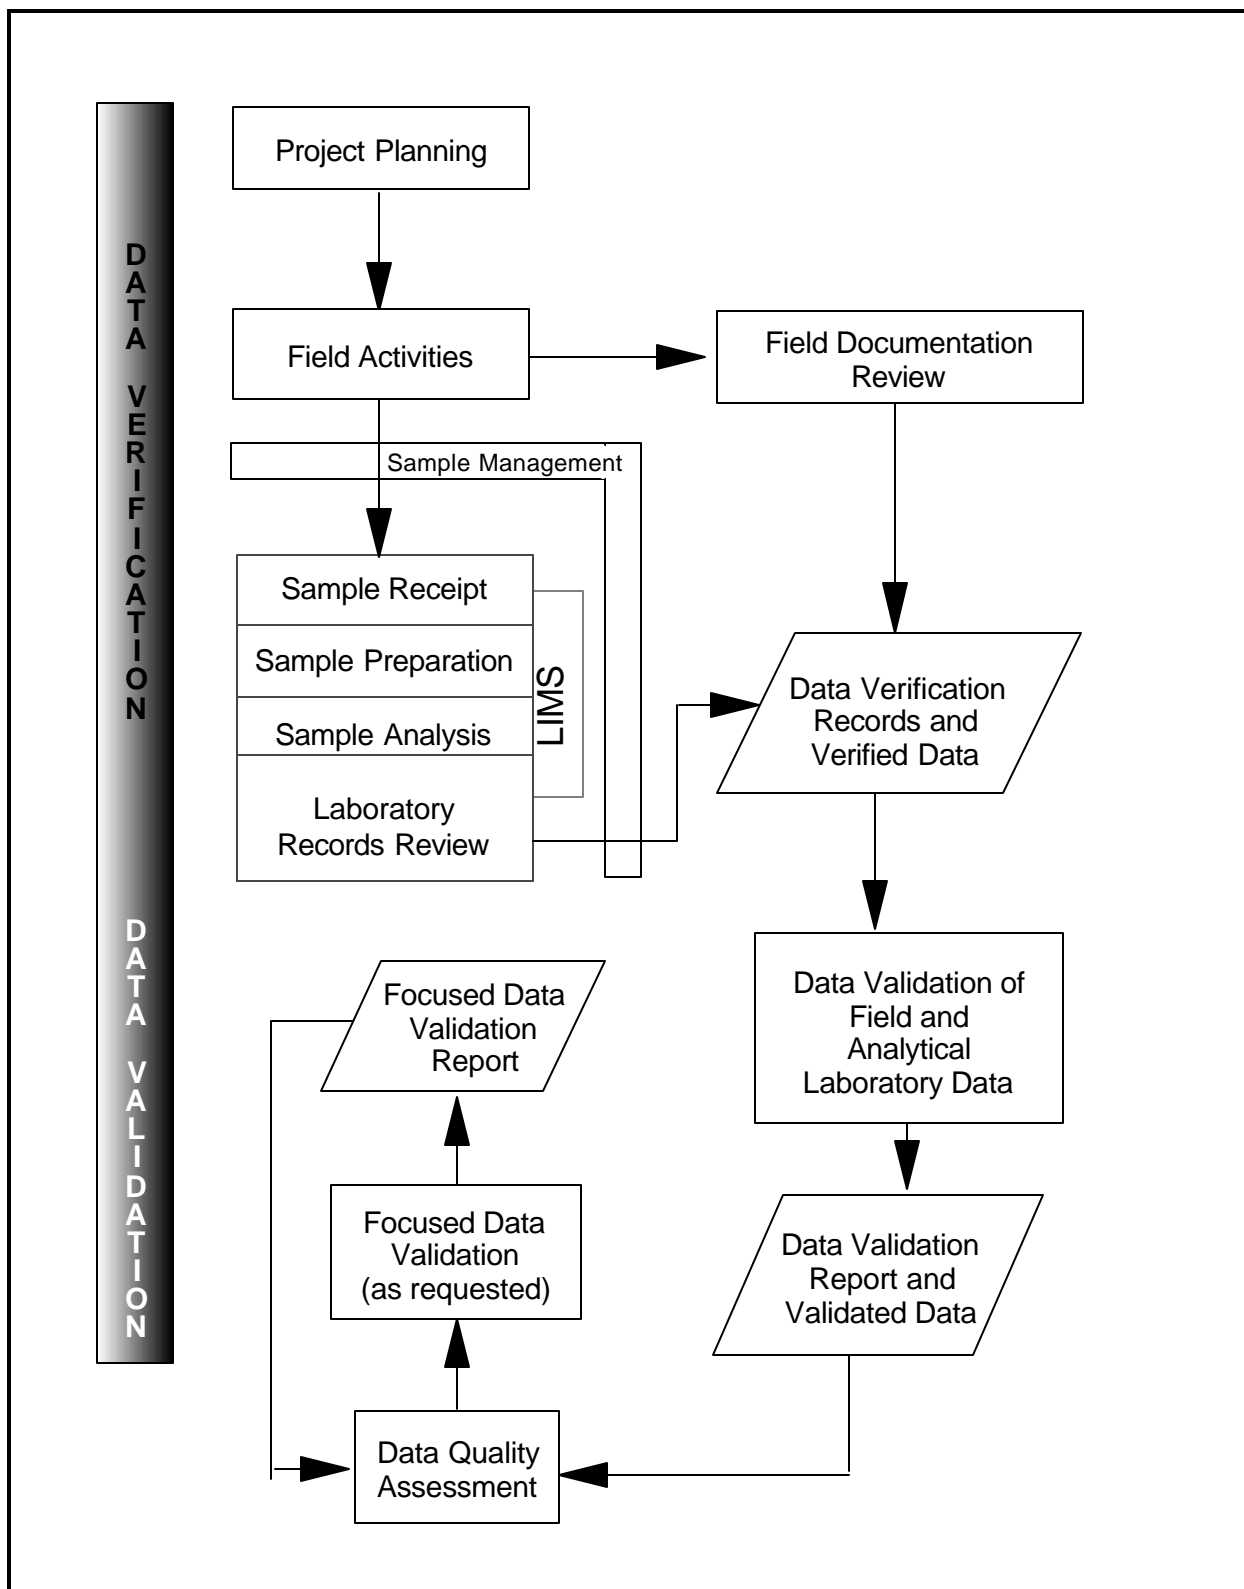 DATA VERIFICATION
DATA VALIDATION
Project Planning
Field Activities
Field Documentation
Review
Sample Management
Sample Receipt
Sample Preparation
Sample Analysis
Laboratory
Records Review
LIMS
Data Verification
Records and
Verified Data
Data Validation of
Field and
Analytical
Laboratory Data
Focused Data
Validation
Report
Focused Data
Validation
(as requested)
Data Validation
Report and
Validated Data
Data Quality
Assessment